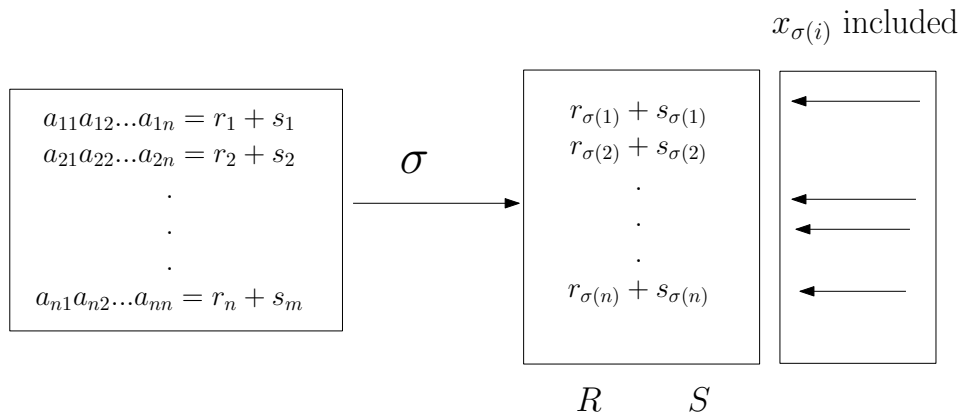 x_{σ(i)} included
a_{11}a_{12}...a_{1n} = r_1 + s_1
a_{21}a_{22}...a_{2n} = r_2 + s_2
.
.
.
a_{n1}a_{n2}...a_{nn} = r_n + s_m
σ
r_{σ(1)} + s_{σ(1)}
r_{σ(2)} + s_{σ(2)}
.
.
.
r_{σ(n)} + s_{σ(n)}
R S